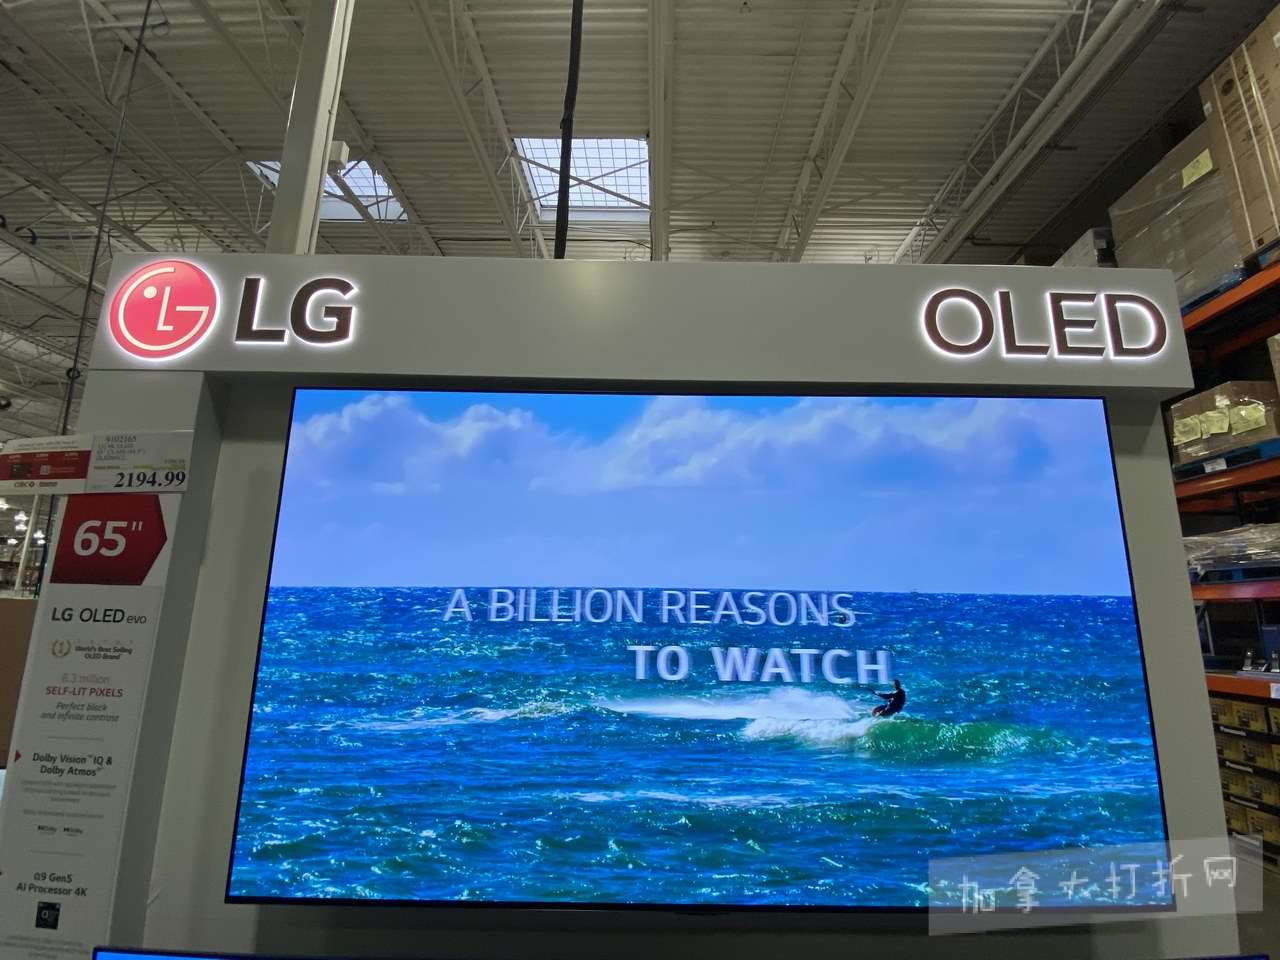 LG
OLED
9102165
2194.99
65"
LG OLED evo
World's Best Selling
OLED Brand
8.3 million
SELF-LIT PiXELS
Perfect black
and infinite contrast
Dolby Vision™ IQ &
Dolby Atmos®
α9 Gen5
AI Processor 4K
A BILLION REASONS
TO WATCH
加拿大打折网